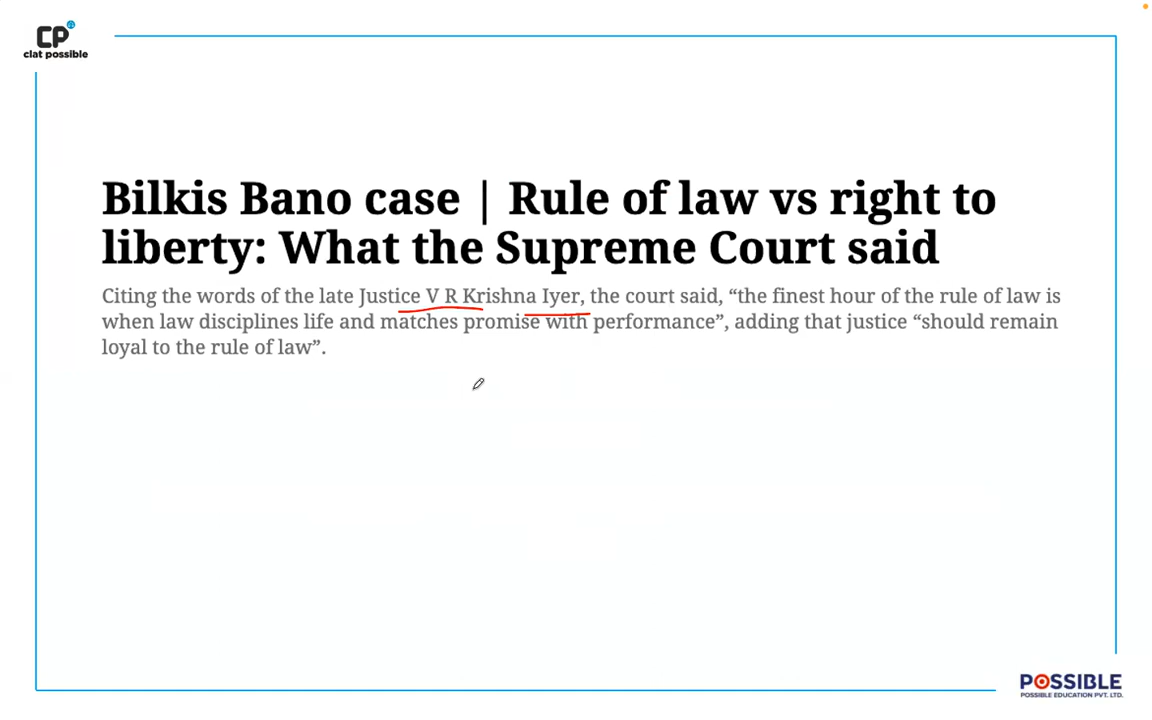 CP
clat possible
Bilkis Bano case | Rule of law vs right to
liberty: What the Supreme Court said
Citing the words of the late Justice V R Krishna Iyer, the court said, “the finest hour of the rule of law is
when law disciplines life and matches promise with performance”, adding that justice “should remain
loyal to the rule of law”.
POSSIBLE
POSSIBLE EDUCATION PVT. LTD.